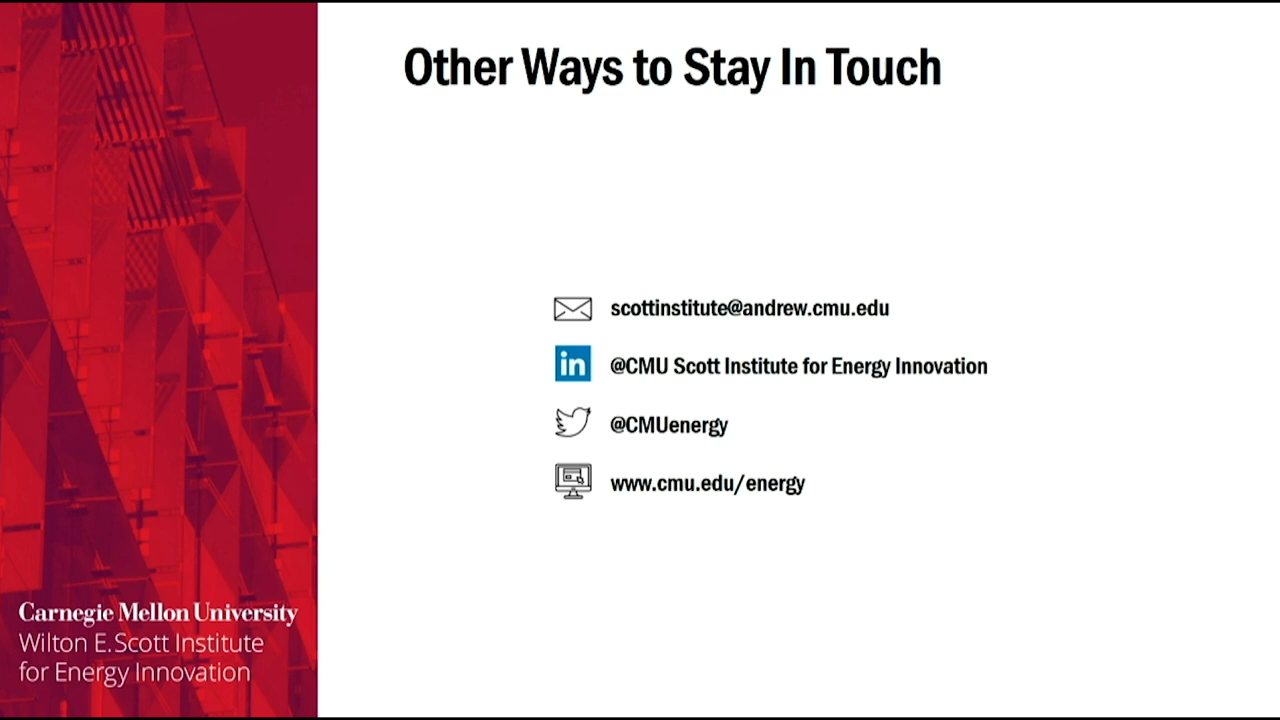 Other Ways to Stay In Touch
scottinstitute@andrew.cmu.edu
in
@CMU Scott Institute for Energy Innovation
@CMUenergy
www.cmu.edu/energy
Carnegie Mellon University
Wilton E. Scott Institute
for Energy Innovation